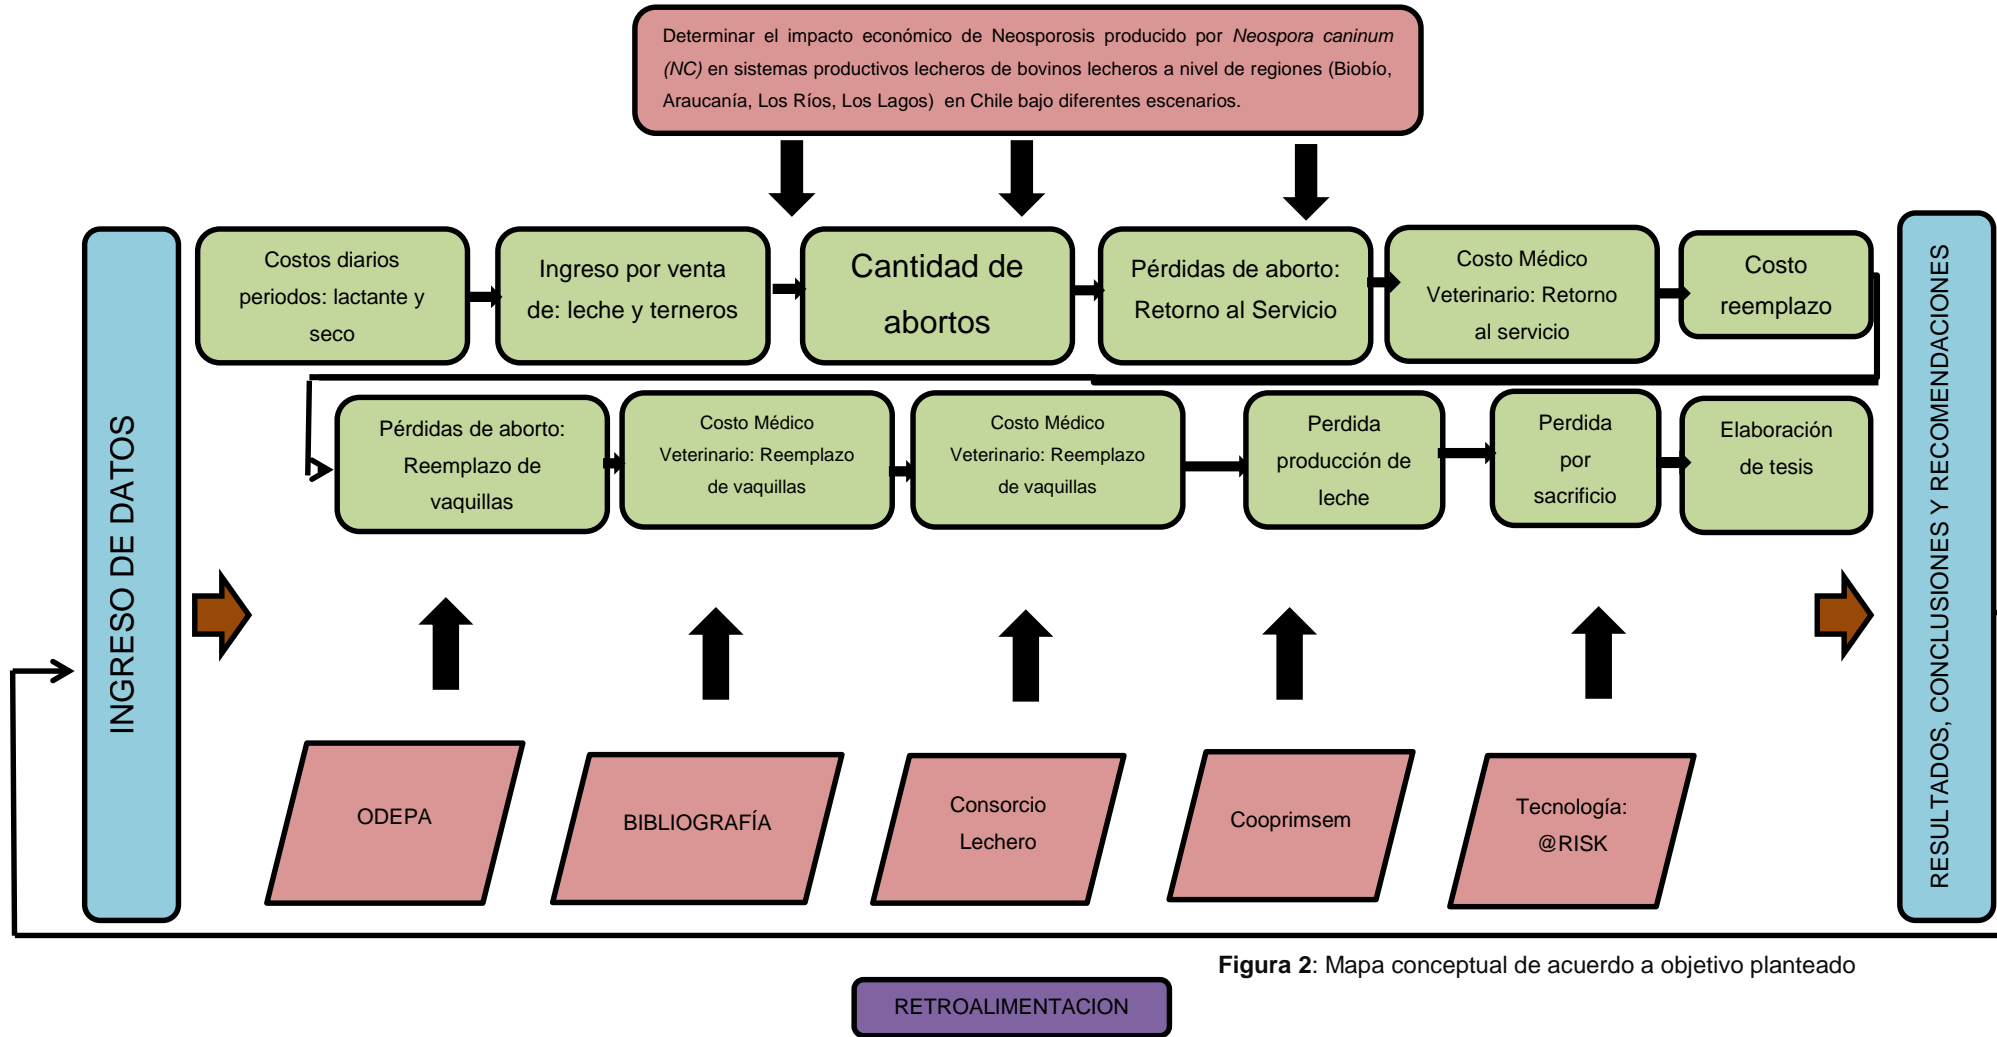 Determinar el impacto económico de Neosporosis producido por Neospora caninum
(NC) en sistemas productivos lecheros de bovinos lecheros a nivel de regiones (Biobío,
Araucanía, Los Ríos, Los Lagos) en Chile bajo diferentes escenarios.
INGRESO DE DATOS
Costos diarios
periodos: lactante y
seco
Ingreso por venta
de: leche y terneros
Cantidad de
abortos
Pérdidas de aborto:
Retorno al Servicio
Costo Médico
Veterinario: Retorno
al servicio
Costo
reemplazo
Pérdidas de aborto:
Reemplazo de
vaquillas
Costo Médico
Veterinario: Reemplazo
de vaquillas
Costo Médico
Veterinario: Reemplazo
de vaquillas
Perdida
producción de
leche
Perdida
por
sacrificio
Elaboración
de tesis
RESULTADOS, CONCLUSIONES Y RECOMENDACIONES
ODEPA
BIBLIOGRAFÍA
Consorcio
Lechero
Cooprimsem
Tecnología:
@RISK
Figura 2: Mapa conceptual de acuerdo a objetivo planteado
RETROALIMENTACION